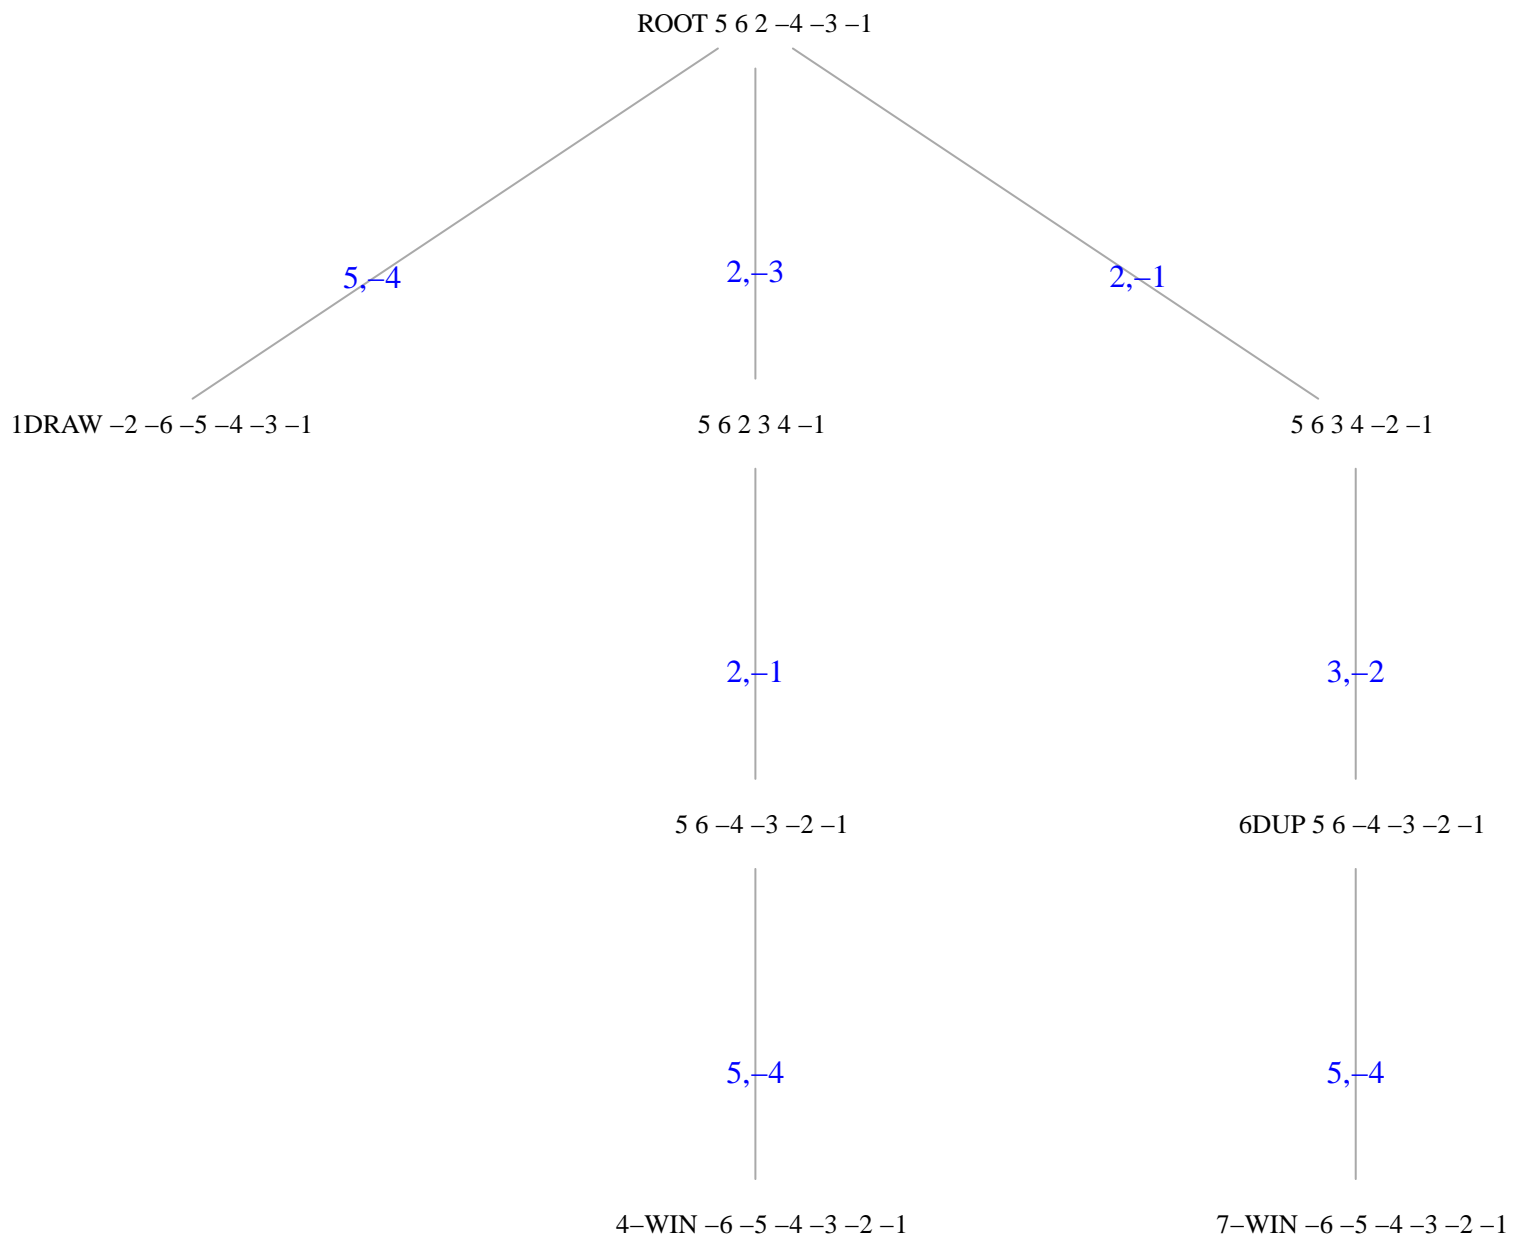 ROOT 5 6 2 –4 –3 –1
5,–4
2,–3
2,–1
1DRAW –2 –6 –5 –4 –3 –1
5 6 2 3 4 –1
5 6 3 4 –2 –1
2,–1
3,–2
5 6 –4 –3 –2 –1
6DUP 5 6 –4 –3 –2 –1
5,–4
5,–4
4–WIN –6 –5 –4 –3 –2 –1
7–WIN –6 –5 –4 –3 –2 –1